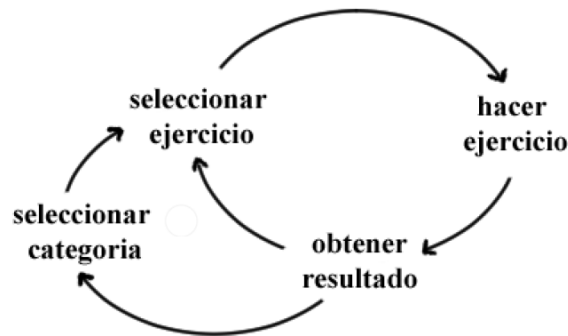 seleccionar
ejercicio
hacer
ejercicio
seleccionar
categoria
obtener
resultado